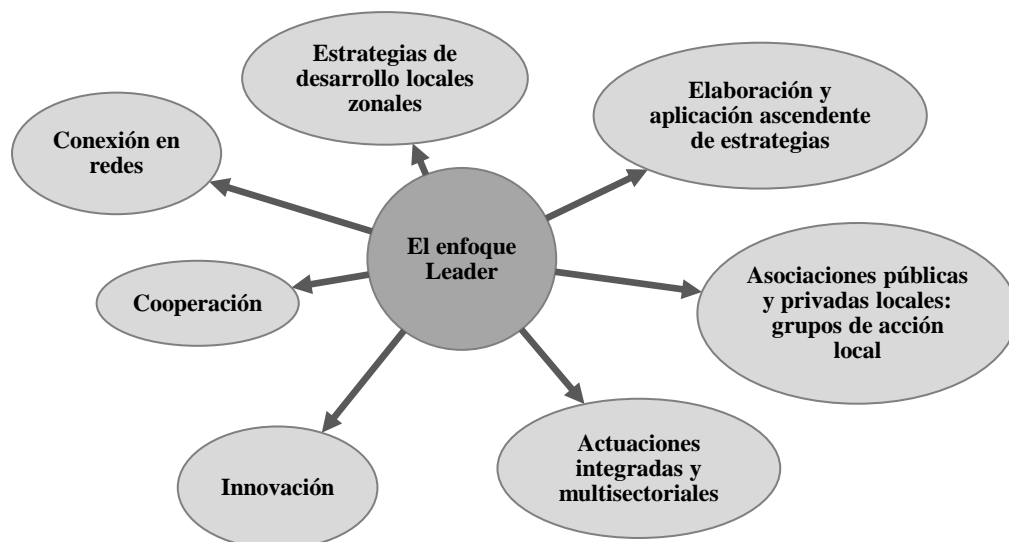 Estrategias de
desarrollo locales
zonales
Elaboración y
aplicación ascendente
de estrategias
Conexión en
redes
El enfoque
Leader
Asociaciones públicas
y privadas locales:
grupos de acción
local
Cooperación
Actuaciones
integradas y
multisectoriales
Innovación